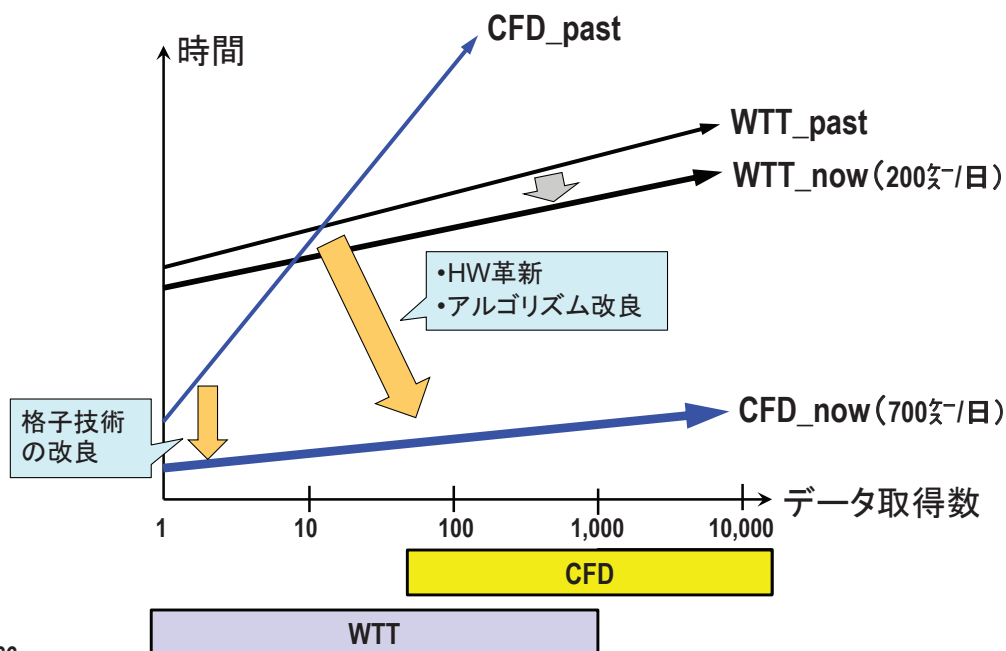 時間
CFD_past
WTT_past
WTT_now(200ケース/日)
•HW革新
•アルゴリズム改良
格子技術
の改良
CFD_now(700ケース/日)
データ取得数
1
10
100
1,000
10,000
CFD
WTT